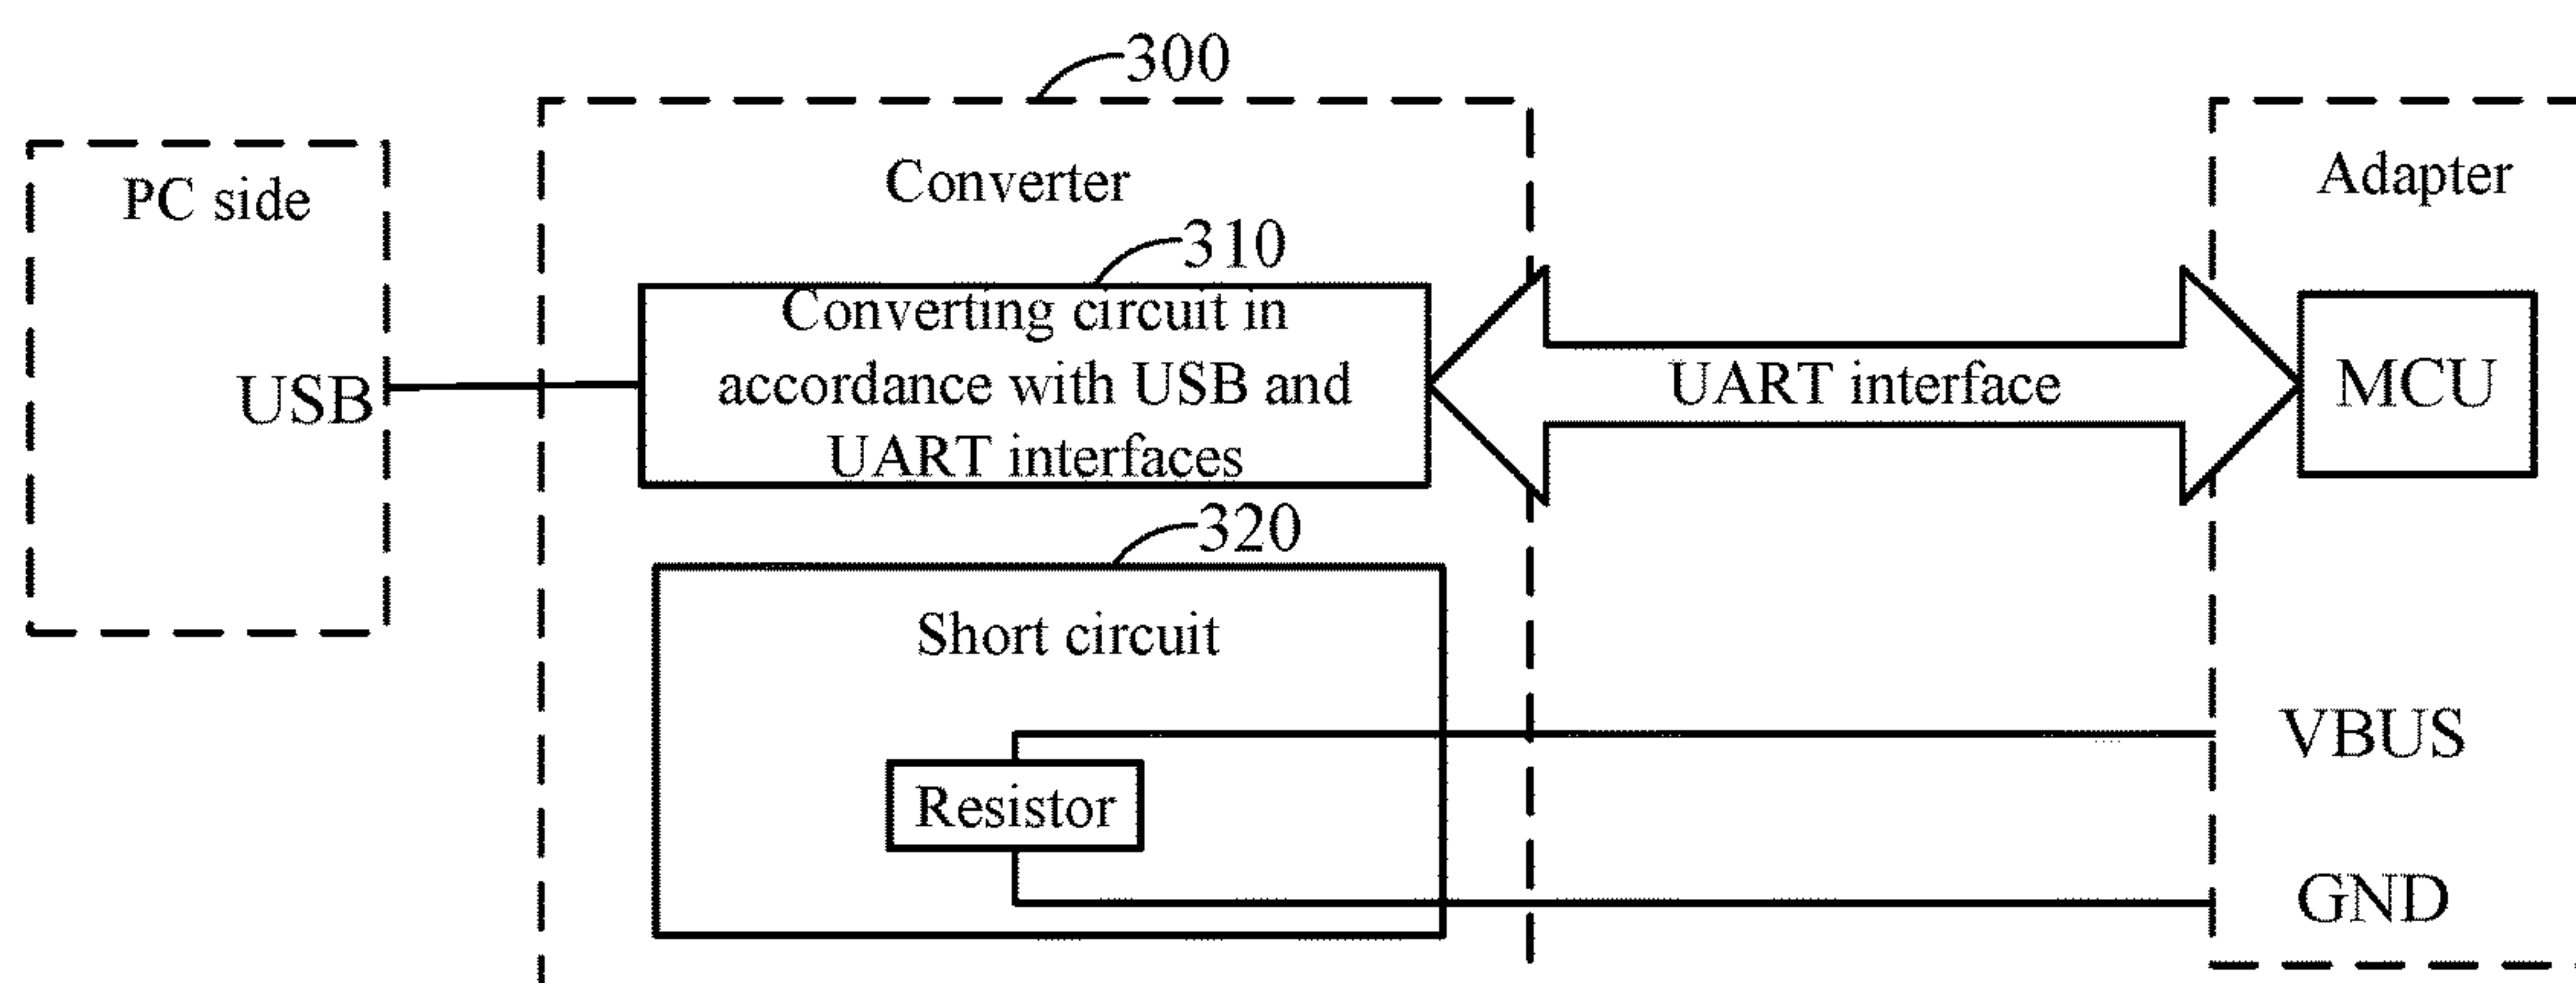 300
PC side
Converter
Adapter
310
Converting circuit in
accordance with USB and
UART interfaces
USB
UART interface
MCU
320
Short circuit
Resistor
VBUS
GND